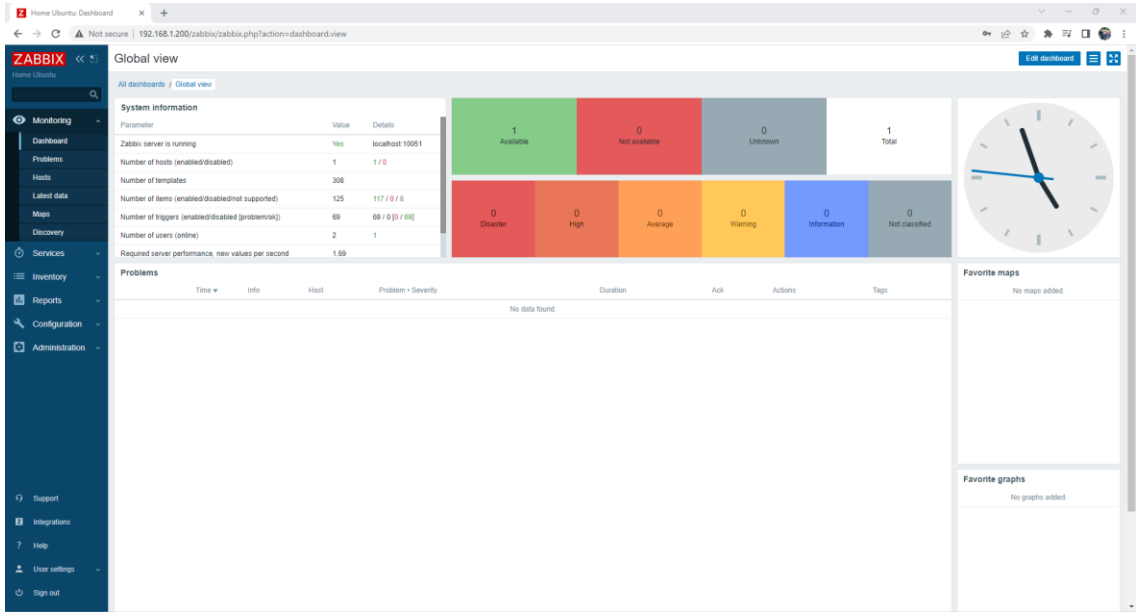 Home Ubuntu: Dashboard
Not secure | 192.168.1.200/zabbix/zabbix.php?action=dashboard.view
ZABBIX
Home Ubuntu
Monitoring
Dashboard
Problems
Hosts
Latest data
Maps
Discovery
Services
Inventory
Reports
Configuration
Administration
Support
Integrations
Help
User settings
Sign out
Global view
Edit dashboard
All dashboards / Global view
System information
Parameter Value Details
Zabbix server is running Yes localhost:10051
Number of hosts (enabled/disabled) 1 1 / 0
Number of templates 308
Number of items (enabled/disabled/not supported) 125 117 / 0 / 8
Number of triggers (enabled/disabled [problem/ok]) 69 69 / 0 [0 / 69]
Number of users (online) 2 1
Required server performance, new values per second 1.69
1 Available
0 Not available
0 Unknown
1 Total
0 Disaster
0 High
0 Average
0 Warning
0 Information
0 Not classified
Problems
Time Info Host Problem • Severity Duration Ack Actions Tags
No data found.
Favorite maps
No maps added.
Favorite graphs
No graphs added.